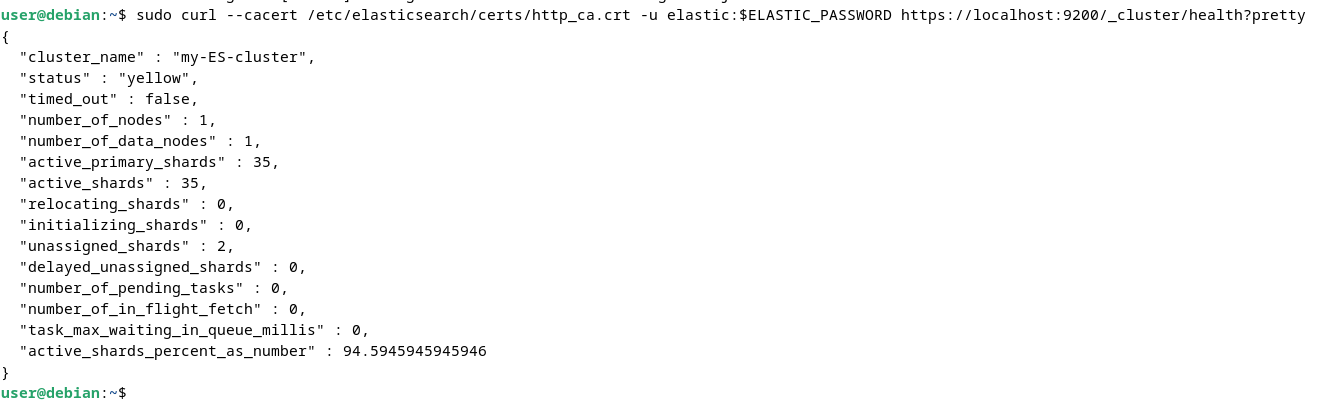 user@debian:~$ sudo curl --cacert /etc/elasticsearch/certs/http_ca.crt -u elastic:$ELASTIC_PASSWORD https://localhost:9200/_cluster/health?pretty
{
  "cluster_name" : "my-ES-cluster",
  "status" : "yellow",
  "timed_out" : false,
  "number_of_nodes" : 1,
  "number_of_data_nodes" : 1,
  "active_primary_shards" : 35,
  "active_shards" : 35,
  "relocating_shards" : 0,
  "initializing_shards" : 0,
  "unassigned_shards" : 2,
  "delayed_unassigned_shards" : 0,
  "number_of_pending_tasks" : 0,
  "number_of_in_flight_fetch" : 0,
  "task_max_waiting_in_queue_millis" : 0,
  "active_shards_percent_as_number" : 94.5945945945946
}
user@debian:~$